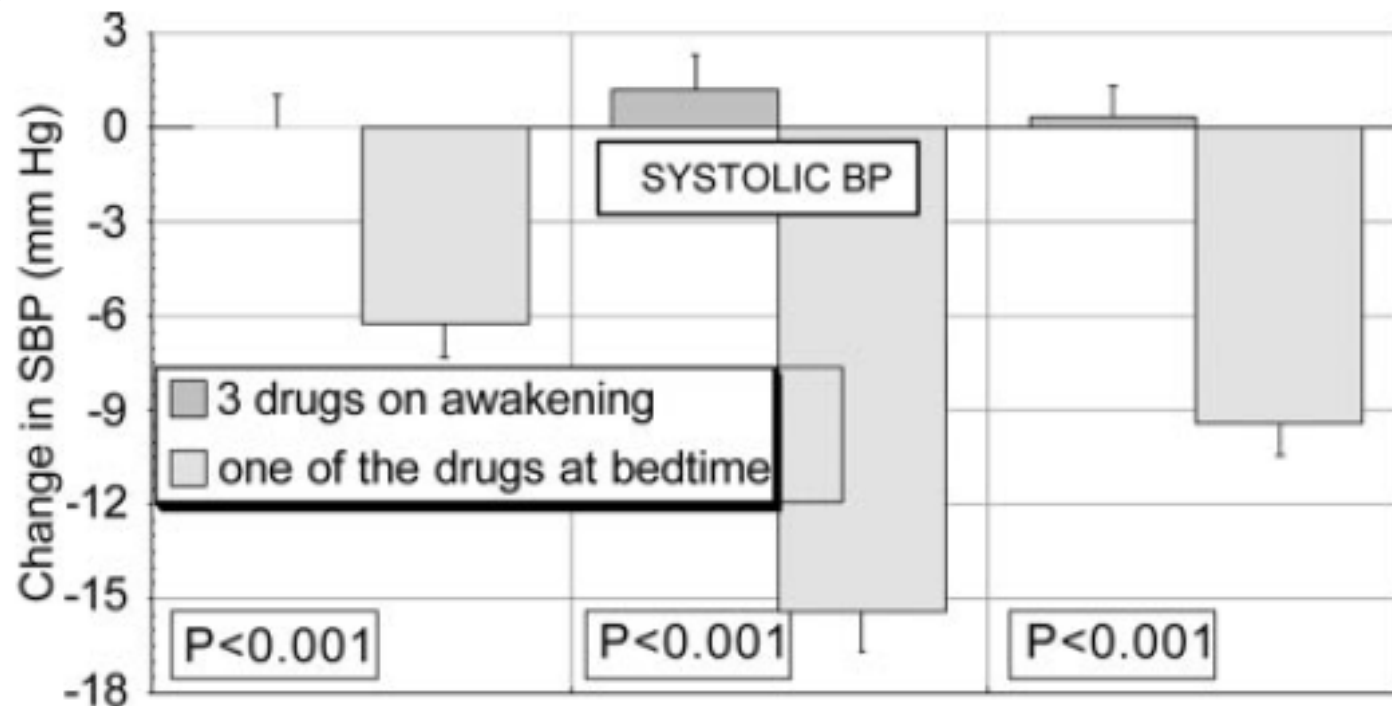 Change in SBP (mm Hg)
3
0
-3
-6
-9
-12
-15
-18
SYSTOLIC BP
3 drugs on awakening
one of the drugs at bedtime
P<0.001
P<0.001
P<0.001